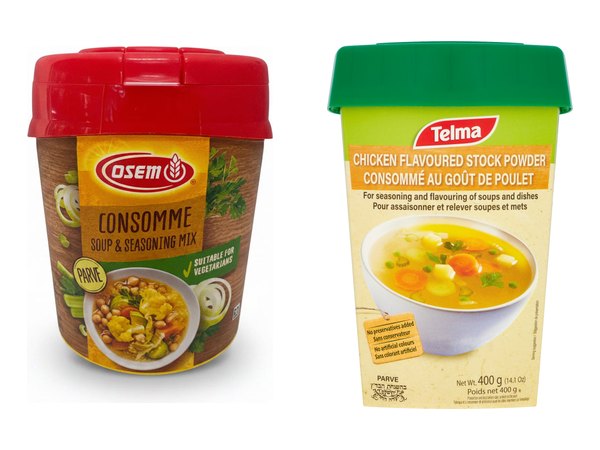 OSEM
CONSOMME
SOUP & SEASONING MIX
SUITABLE FOR
VEGETARIANS
PARVE
Telma
CHICKEN FLAVOURED STOCK POWDER
CONSOMMÉ AU GOÛT DE POULET
For seasoning and flavouring of soups and dishes
Pour assaisonner et relever soupes et mets
No preservatives added
Sans conservateur
No artificial colours
Sans colorant artificiel
PARVE
Net Wt. 400 g (14.1 Oz)
Poids net 400 g